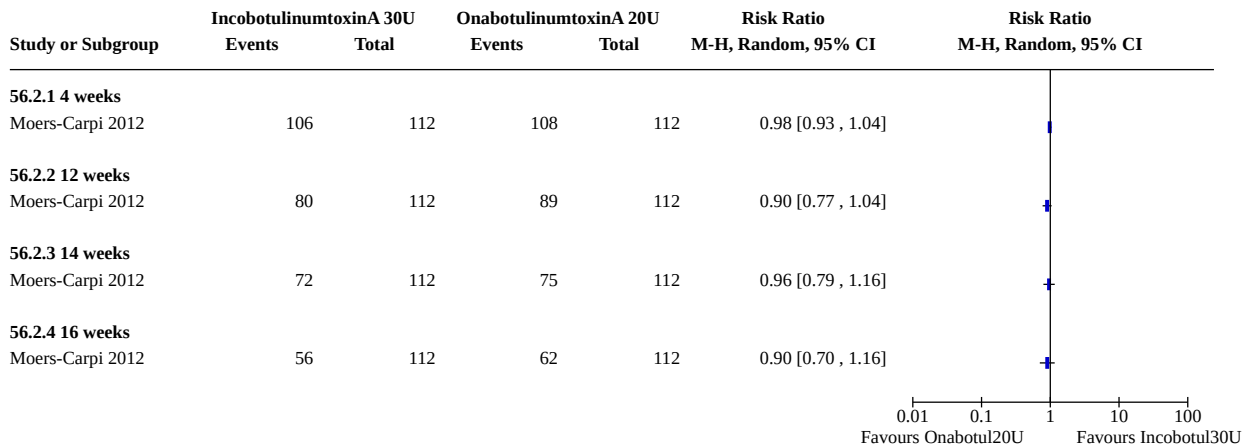 IncobotulinumtoxinA 30U OnabotulinumtoxinA 20U Risk Ratio Risk Ratio
Study or Subgroup Events Total Events Total M-H, Random, 95% CI M-H, Random, 95% CI
56.2.1 4 weeks
Moers-Carpi 2012 106 112 108 112 0.98 [0.93 , 1.04]
56.2.2 12 weeks
Moers-Carpi 2012 80 112 89 112 0.90 [0.77 , 1.04]
56.2.3 14 weeks
Moers-Carpi 2012 72 112 75 112 0.96 [0.79 , 1.16]
56.2.4 16 weeks
Moers-Carpi 2012 56 112 62 112 0.90 [0.70 , 1.16]
0.01 0.1 1 10 100
Favours Onabotul20U Favours Incobotul30U